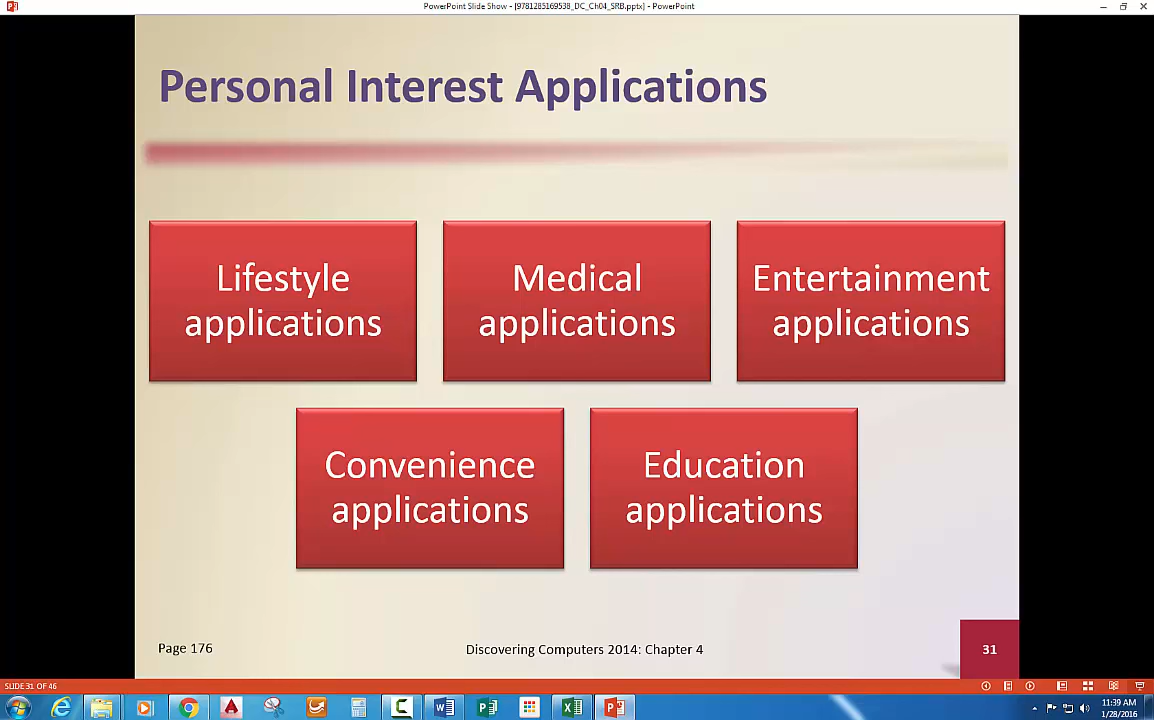 PowerPoint Slide Show - [9781285169538_DC_Ch04_SRB.pptx] - PowerPoint
Personal Interest Applications
Lifestyle
applications
Medical
applications
Entertainment
applications
Convenience
applications
Education
applications
Page 176
Discovering Computers 2014: Chapter 4
31
SLIDE 31 OF 46
11:39 AM
1/28/2016